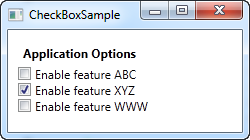 CheckBoxSample
Application Options
Enable feature ABC
Enable feature XYZ
Enable feature WWW